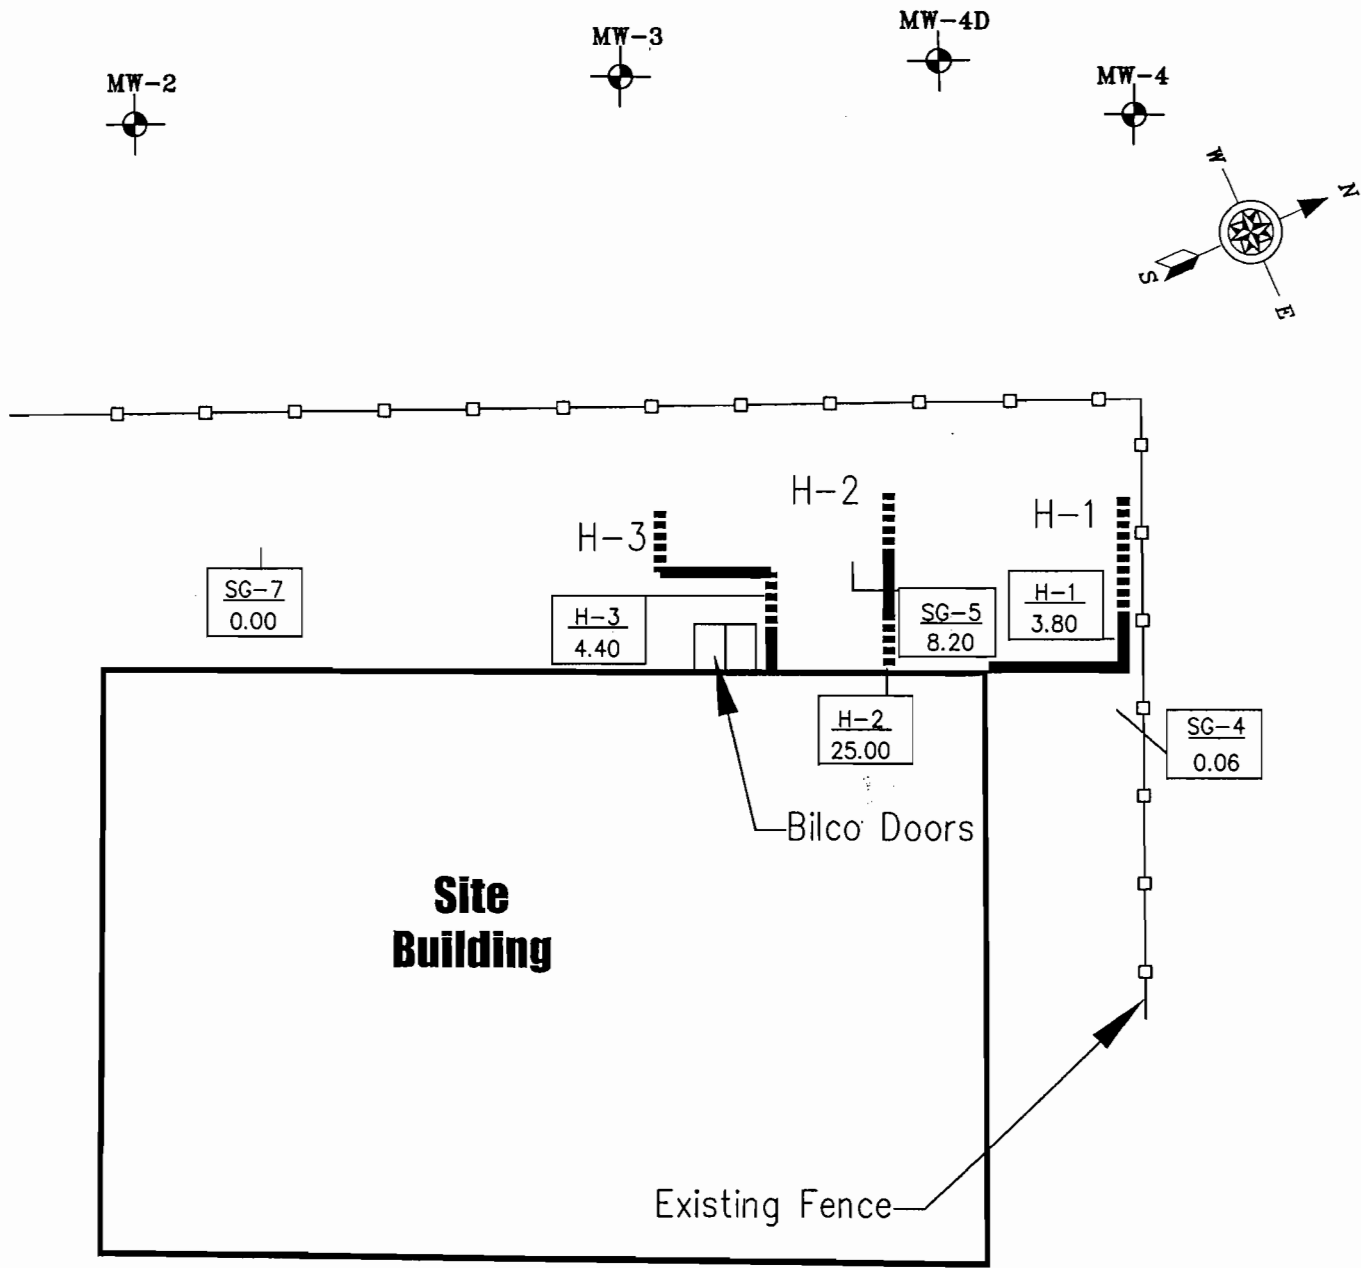 MW-2
MW-3
MW-4D
MW-4
W
N
S
E
H-3
H-2
H-1
SG-7
0.00
H-3
4.40
SG-5
8.20
H-1
3.80
H-2
25.00
SG-4
0.06
Bilco Doors
Site
Building
Existing Fence